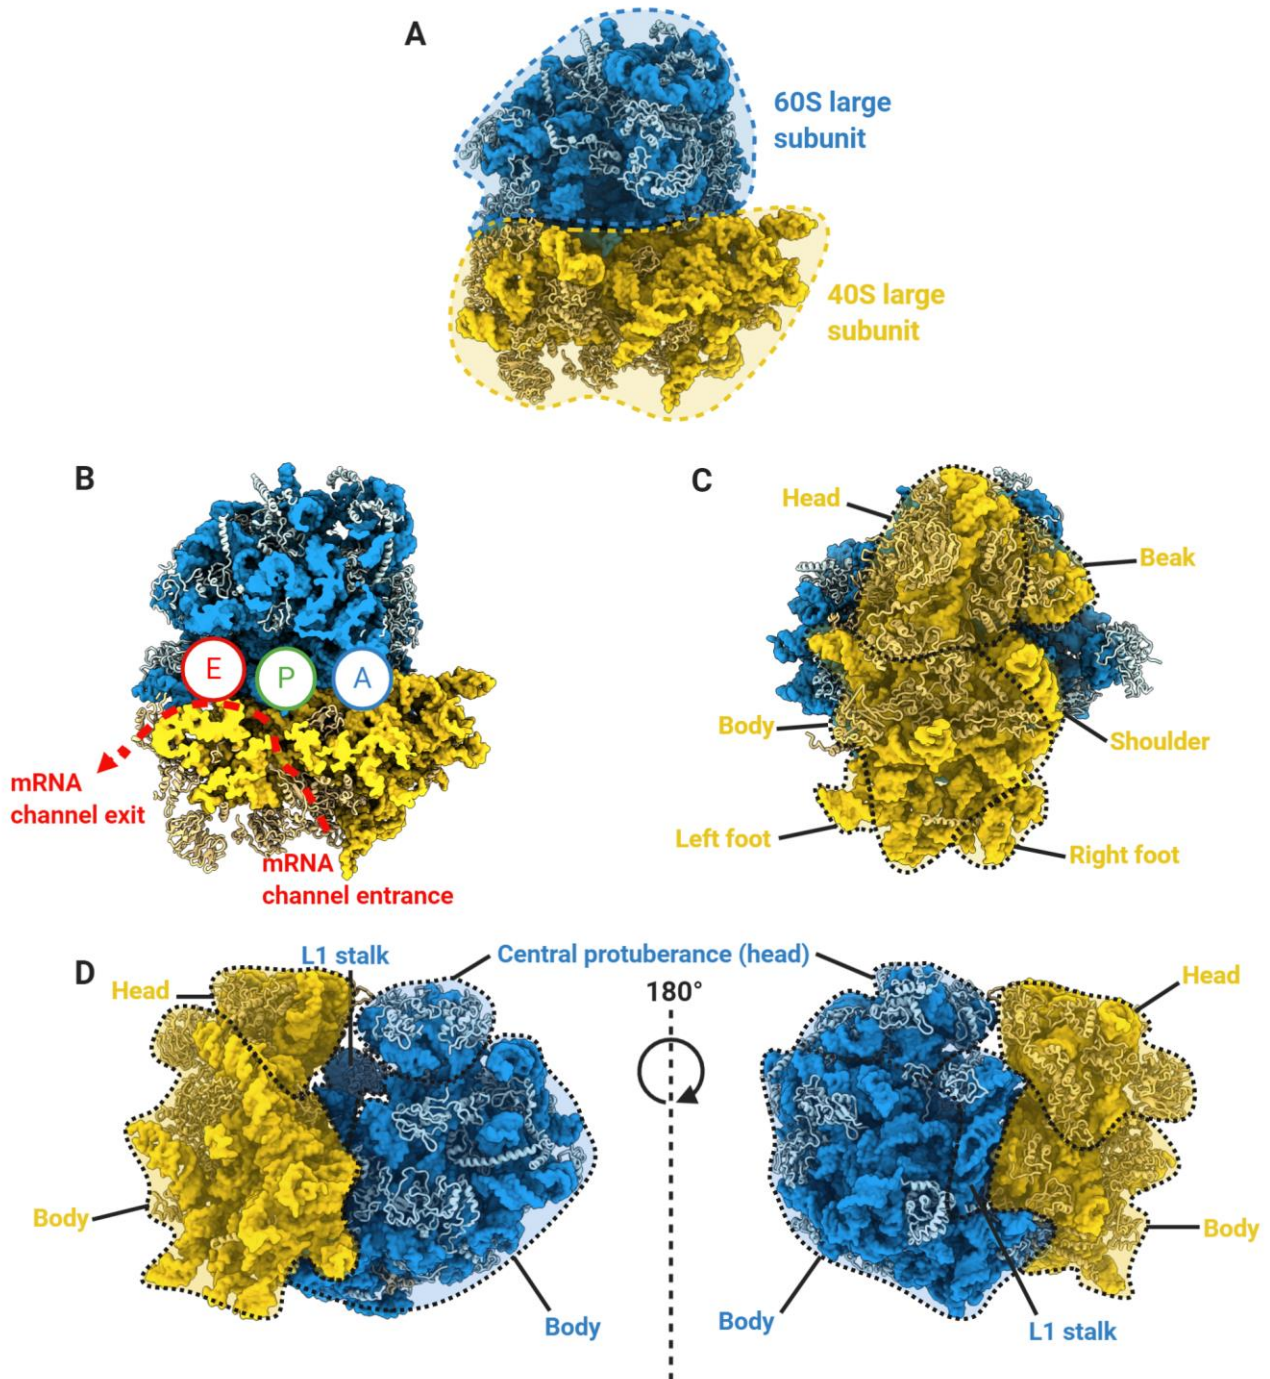 A
60S large
subunit
40S large
subunit
B
E
P
A
mRNA
channel exit
mRNA
channel entrance
C
Head
Beak
Body
Shoulder
Left foot
Right foot
D
L1 stalk
Central protuberance (head)
Head
180°
Head
Body
Body
Body
Body
L1 stalk